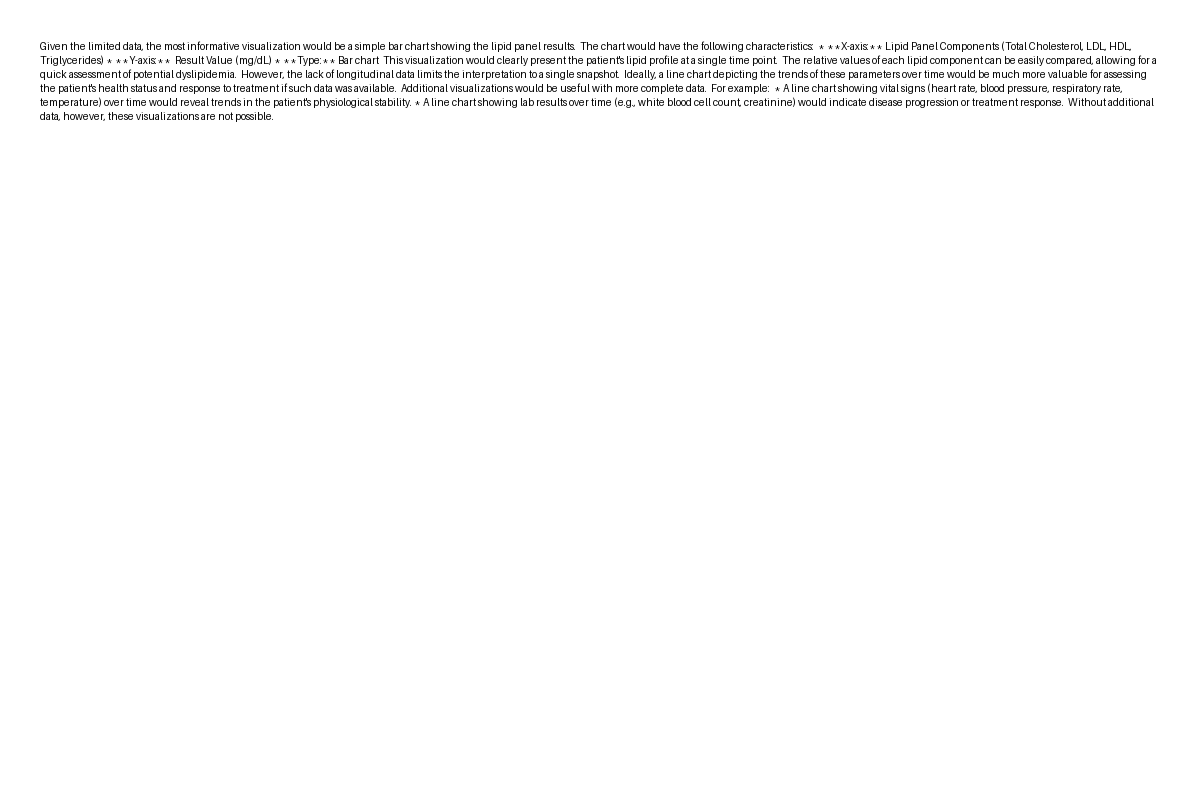 Given the limited data, the most informative visualization would be a simple bar chart showing the lipid panel results.  The chart would have the following characteristics:  * **X-axis:** Lipid Panel Components (Total Cholesterol, LDL, HDL,
Triglycerides) * **Y-axis:** Result Value (mg/dL) * **Type:** Bar chart  This visualization would clearly present the patient's lipid profile at a single time point.  The relative values of each lipid component can be easily compared, allowing for a
quick assessment of potential dyslipidemia.  However, the lack of longitudinal data limits the interpretation to a single snapshot.  Ideally, a line chart depicting the trends of these parameters over time would be much more valuable for assessing
the patient's health status and response to treatment if such data was available.  Additional visualizations would be useful with more complete data.  For example:  * A line chart showing vital signs (heart rate, blood pressure, respiratory rate,
temperature) over time would reveal trends in the patient's physiological stability. * A line chart showing lab results over time (e.g., white blood cell count, creatinine) would indicate disease progression or treatment response.  Without additional
data, however, these visualizations are not possible.